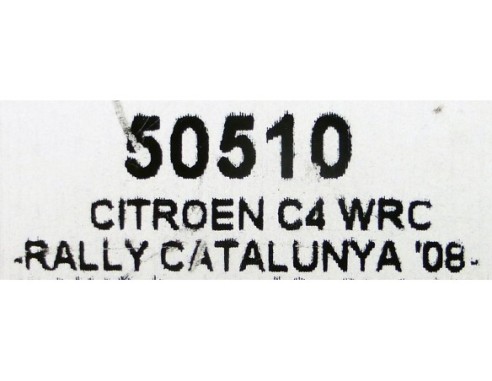 50510
CITROEN C4 WRC
-RALLY CATALUNYA '08-